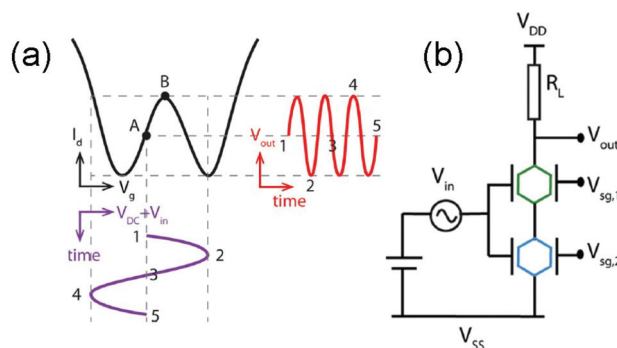 (a)
B
A
I_d
V_g
V_out
1
2
3
4
5
time
V_DC+V_in
time
1
2
3
4
5
(b)
V_DD
R_L
V_out
V_in
V_sg,1
V_sg,2
V_SS